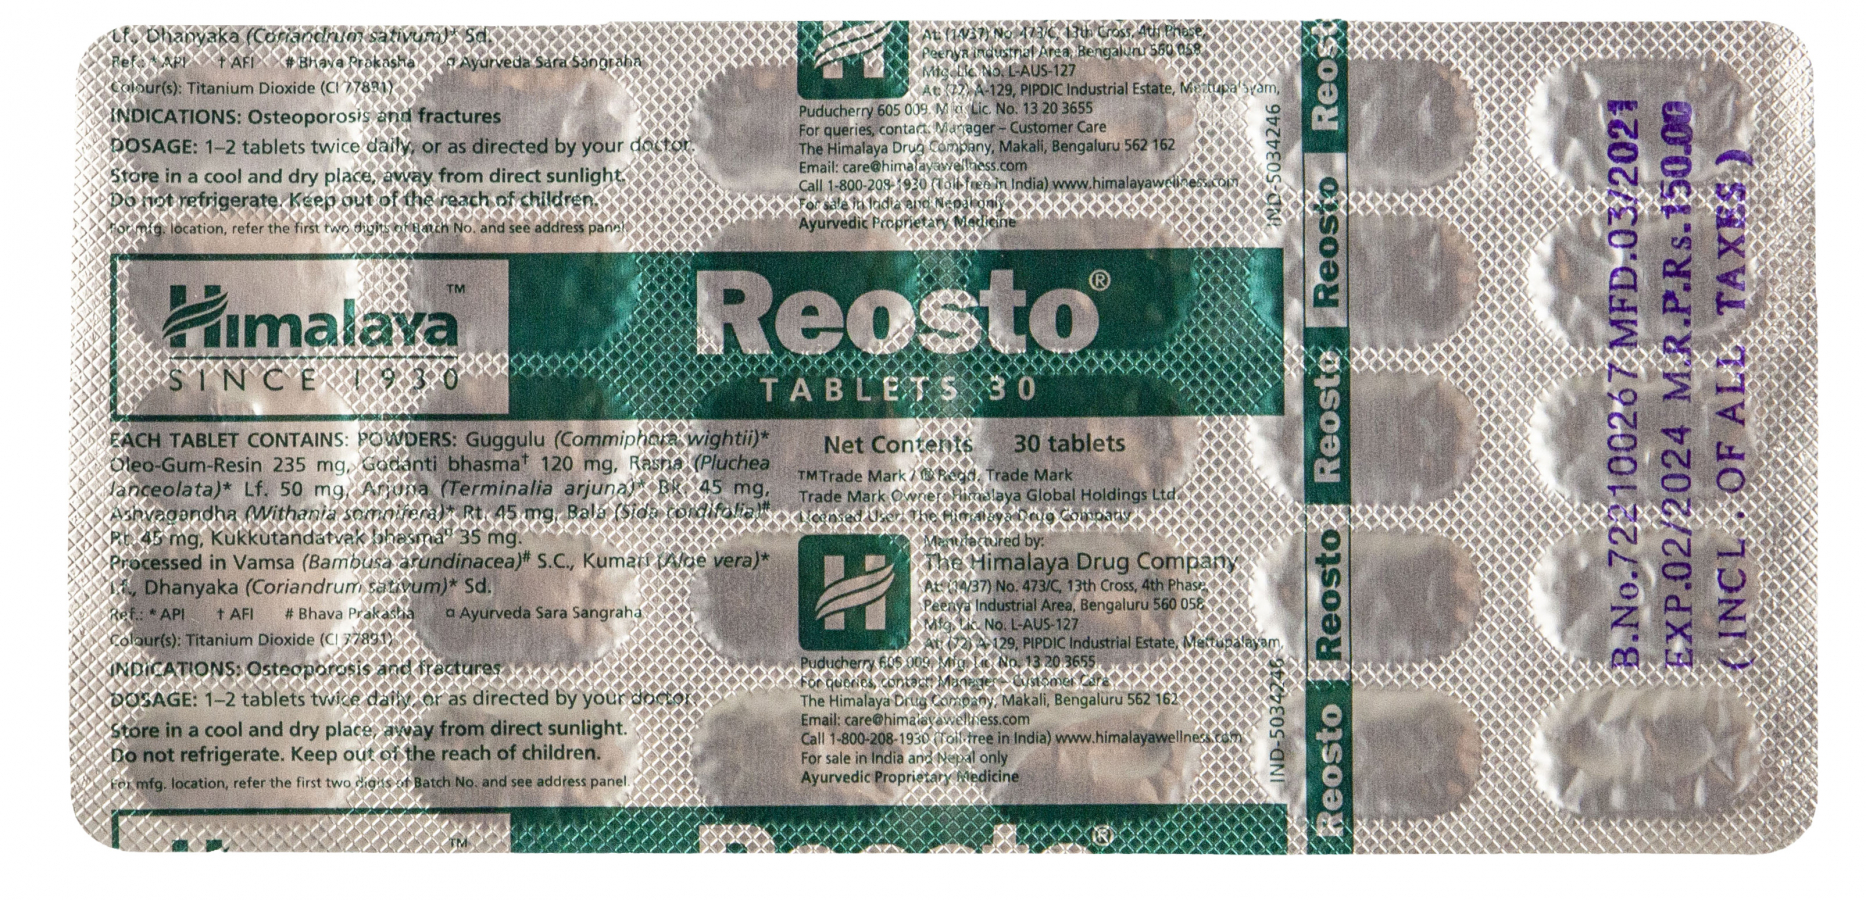 Lf., Dhanyaka (Coriandrum sativum)* Sd.
Ref.: * API † AFI # Bhava Prakasha ¤ Ayurveda Sara Sangraha
Colour(s): Titanium Dioxide (CI 77891)
INDICATIONS: Osteoporosis and fractures
DOSAGE: 1–2 tablets twice daily, or as directed by your doctor.
Store in a cool and dry place, away from direct sunlight.
Do not refrigerate. Keep out of the reach of children.
For mfg. location, refer the first two digits of Batch No. and see address panel.
At: (14/37) No. 473/C, 13th Cross, 4th Phase,
Peenya Industrial Area, Bengaluru 560 058,
Mfg. Lic. No. L-AUS-127
At: (72) A-129, PIPDIC Industrial Estate, Mettupalayam,
Puducherry 605 009. Mfg. Lic. No. 13 20 3655
For queries, contact: Manager – Customer Care
The Himalaya Drug Company, Makali, Bengaluru 562 162
Email: care@himalayawellness.com
Call 1-800-208-1930 (Toll-free in India) www.himalayawellness.com
For sale in India and Nepal only
Ayurvedic Proprietary Medicine
IND-5034246
Himalaya™
SINCE 1930
Reosto®
TABLETS 30
EACH TABLET CONTAINS: POWDERS: Guggulu (Commiphora wightii)*
Oleo-Gum-Resin 235 mg, Godanti bhasma† 120 mg, Rasna (Pluchea
lanceolata)* Lf. 50 mg, Arjuna (Terminalia arjuna)* Bk. 45 mg,
Ashvagandha (Withania somnifera)* Rt. 45 mg, Bala (Sida cordifolia)#
Rt. 45 mg, Kukkutandatvak bhasma¤ 35 mg.
Processed in Vamsa (Bambusa arundinacea)# S.C., Kumari (Aloe vera)*
Lf., Dhanyaka (Coriandrum sativum)* Sd.
Ref.: * API † AFI # Bhava Prakasha ¤ Ayurveda Sara Sangraha
Colour(s): Titanium Dioxide (CI 77891)
INDICATIONS: Osteoporosis and fractures
DOSAGE: 1–2 tablets twice daily, or as directed by your doctor.
Store in a cool and dry place, away from direct sunlight.
Do not refrigerate. Keep out of the reach of children.
For mfg. location, refer the first two digits of Batch No. and see address panel.
Net Contents 30 tablets
™ Trade Mark / ® Regd. Trade Mark
Trade Mark Owner: Himalaya Global Holdings Ltd.
Licensed User: The Himalaya Drug Company
Manufactured by:
The Himalaya Drug Company
At: (14/37) No. 473/C, 13th Cross, 4th Phase,
Peenya Industrial Area, Bengaluru 560 058
Mfg. Lic. No. L-AUS-127
At: (72) A-129, PIPDIC Industrial Estate, Mettupalayam,
Puducherry 605 009. Mfg. Lic. No. 13 20 3655
For queries, contact: Manager – Customer Care
The Himalaya Drug Company, Makali, Bengaluru 562 162
Email: care@himalayawellness.com
Call 1-800-208-1930 (Toll-free in India) www.himalayawellness.com
For sale in India and Nepal only
Ayurvedic Proprietary Medicine
IND-5034246
™
Reosto®
Reosto
Reosto
Reosto
Reosto
Reosto
B.No.722100267 MFD.03/2021
EXP.02/2024 M.R.P.Rs.150.00
(INCL. OF ALL TAXES)